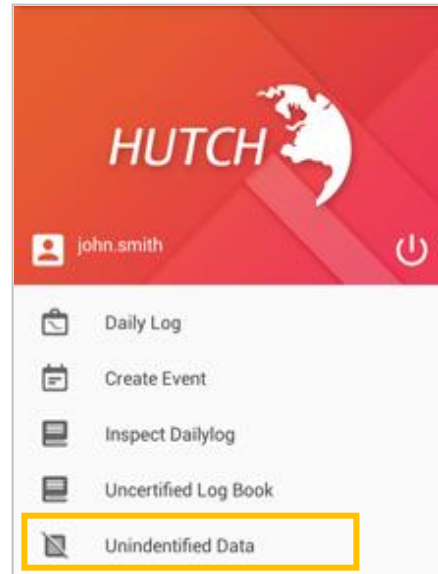 HUTCH
john.smith
Daily Log
Create Event
Inspect Dailylog
Uncertified Log Book
Unindentified Data